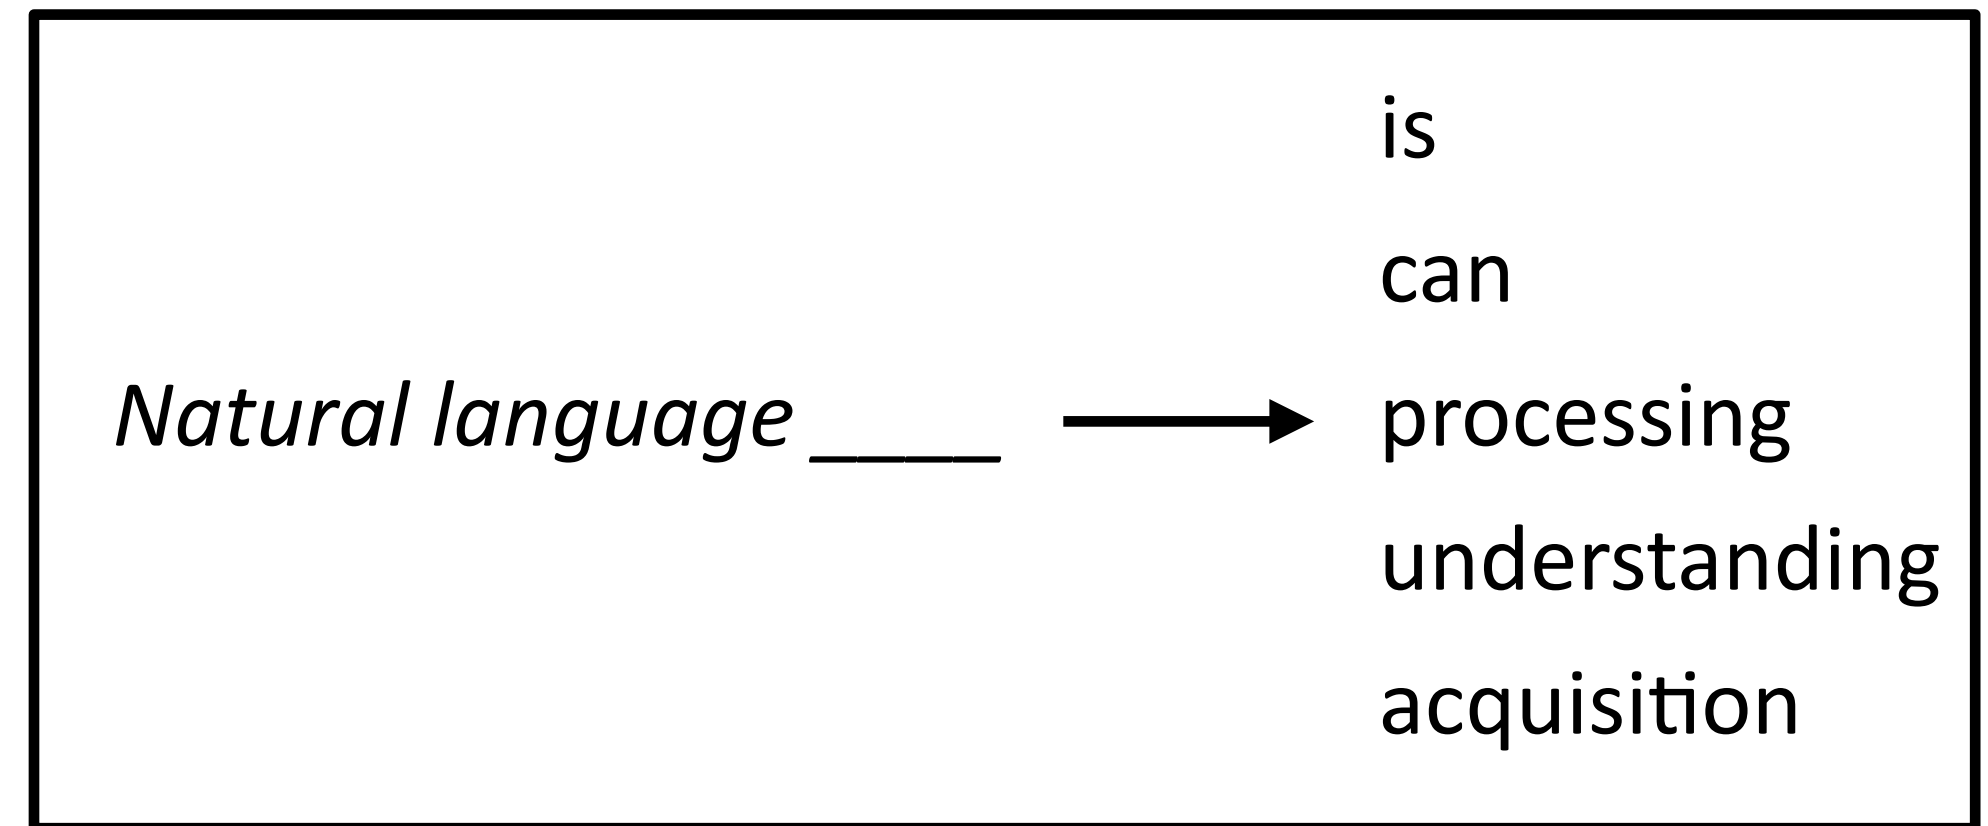 is
can
Natural language ____ processing
understanding
acquisition